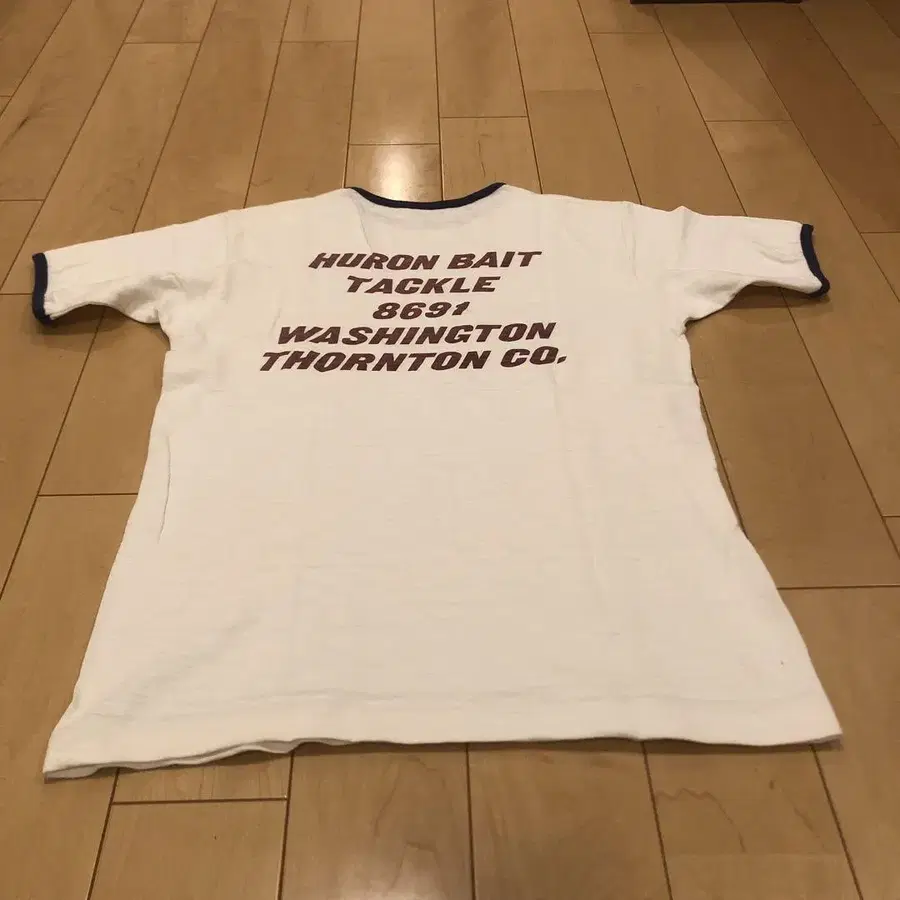 HURON BAIT
TACKLE
8691
WASHINGTON
THORNTON CO.